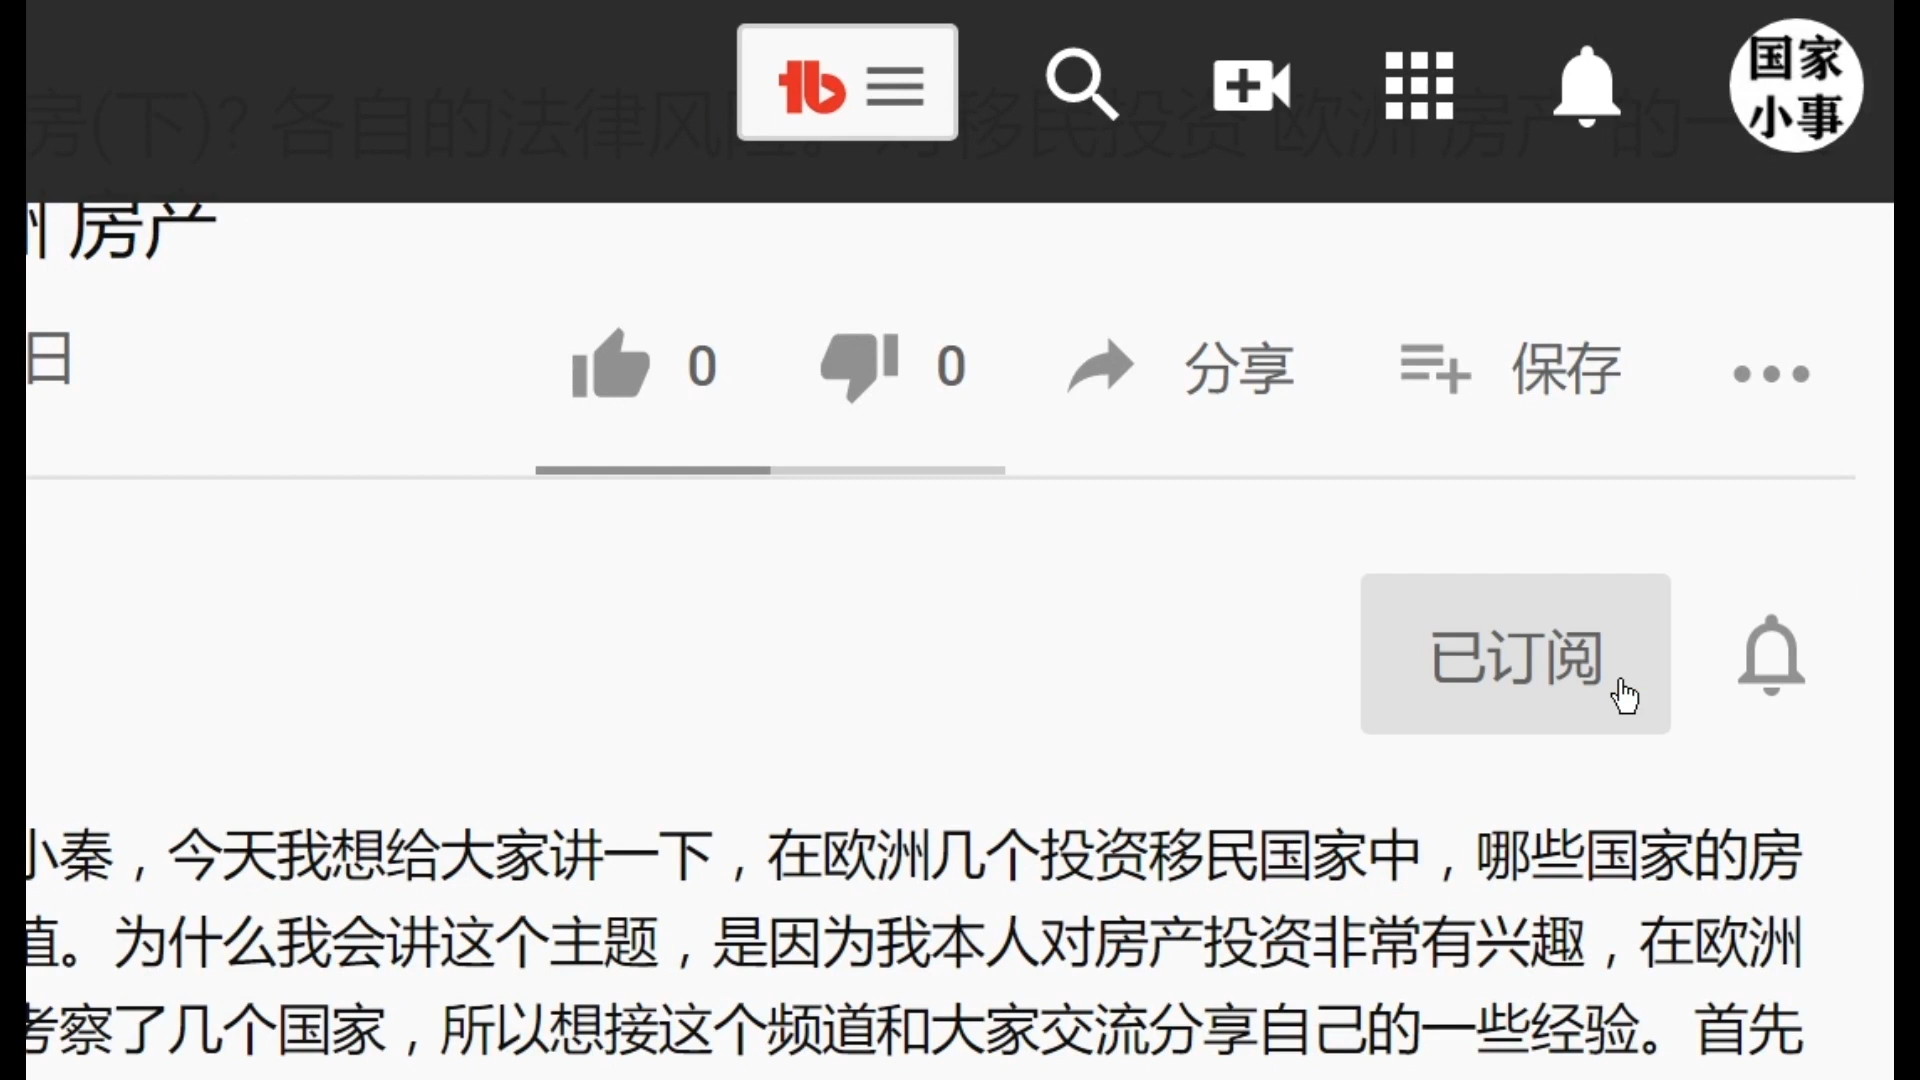 房(下)? 各自的法律风险。对移民投资 欧洲 房产 的一
国家
小事
房产
日
0
0
分享
保存
已订阅
小秦，今天我想给大家讲一下，在欧洲几个投资移民国家中，哪些国家的房
值。为什么我会讲这个主题，是因为我本人对房产投资非常有兴趣，在欧洲
考察了几个国家，所以想接这个频道和大家交流分享自己的一些经验。首先